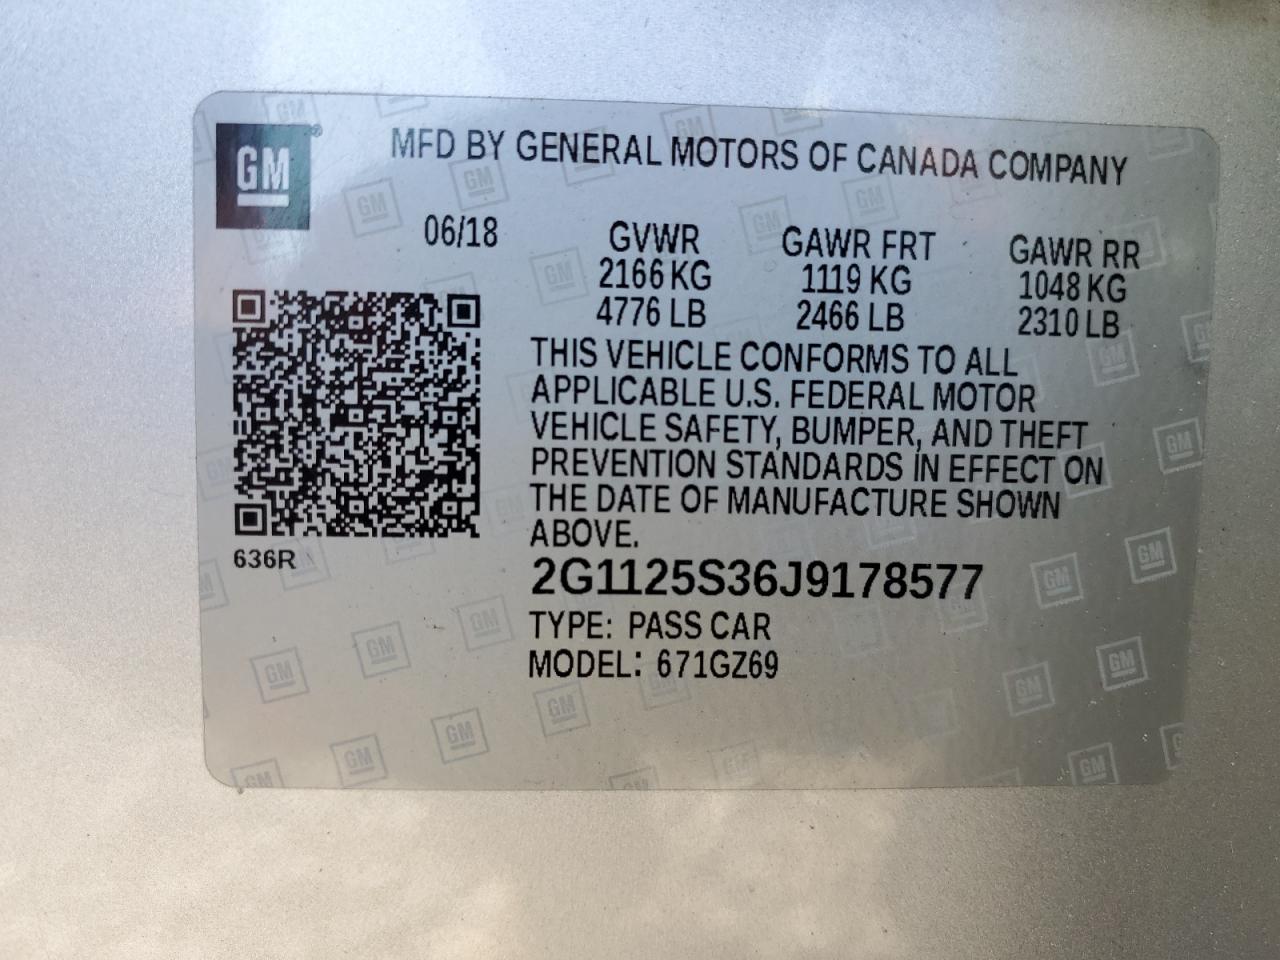 GM
MFD BY GENERAL MOTORS OF CANADA COMPANY
06/18 GVWR GAWR FRT GAWR RR
2166 KG 1119 KG 1048 KG
4776 LB 2466 LB 2310 LB
THIS VEHICLE CONFORMS TO ALL
APPLICABLE U.S. FEDERAL MOTOR
VEHICLE SAFETY, BUMPER, AND THEFT
PREVENTION STANDARDS IN EFFECT ON
THE DATE OF MANUFACTURE SHOWN
ABOVE.
636R
2G1125S36J9178577
TYPE: PASS CAR
MODEL: 671GZ69